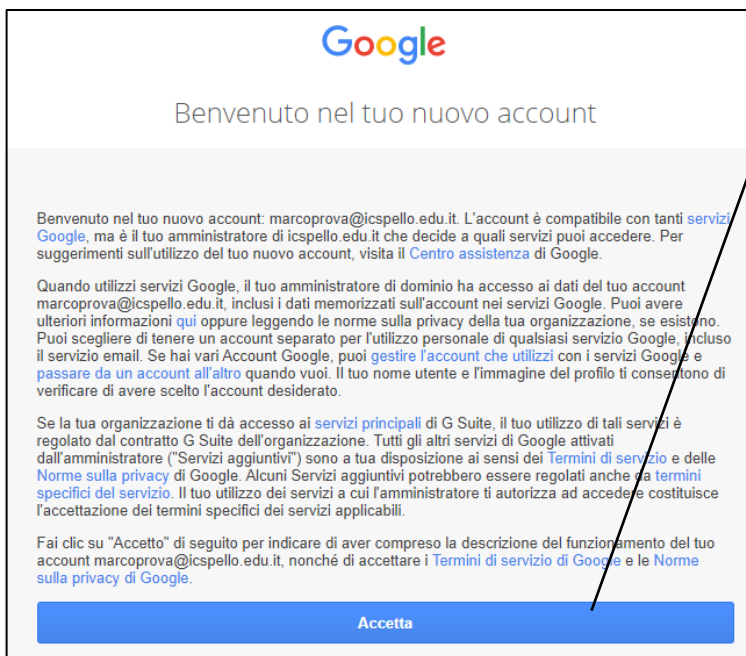 Google
Benvenuto nel tuo nuovo account
Benvenuto nel tuo nuovo account: marcoprova@icspello.edu.it. L'account è compatibile con tanti servizi
Google, ma è il tuo amministratore di icspello.edu.it che decide a quali servizi puoi accedere. Per
suggerimenti sull'utilizzo del tuo nuovo account, visita il Centro assistenza di Google.
Quando utilizzi servizi Google, il tuo amministratore di dominio ha accesso ai dati del tuo account
marcoprova@icspello.edu.it, inclusi i dati memorizzati sull'account nei servizi Google. Puoi avere
ulteriori informazioni qui oppure leggendo le norme sulla privacy della tua organizzazione, se esistono.
Puoi scegliere di tenere un account separato per l'utilizzo personale di qualsiasi servizio Google, incluso
il servizio email. Se hai vari Account Google, puoi gestire l'account che utilizzi con i servizi Google e
passare da un account all'altro quando vuoi. Il tuo nome utente e l'immagine del profilo ti consentono di
verificare di avere scelto l'account desiderato.
Se la tua organizzazione ti dà accesso ai servizi principali di G Suite, il tuo utilizzo di tali servizi è
regolato dal contratto G Suite dell'organizzazione. Tutti gli altri servizi di Google attivati
dall'amministratore ("Servizi aggiuntivi") sono a tua disposizione ai sensi dei Termini di servizio e delle
Norme sulla privacy di Google. Alcuni Servizi aggiuntivi potrebbero essere regolati anche da termini
specifici del servizio. Il tuo utilizzo dei servizi a cui l'amministratore ti autorizza ad accedere costituisce
l'accettazione dei termini specifici dei servizi applicabili.
Fai clic su "Accetto" di seguito per indicare di aver compreso la descrizione del funzionamento del tuo
account marcoprova@icspello.edu.it, nonché di accettare i Termini di servizio di Google e le Norme
sulla privacy di Google.
Accetta